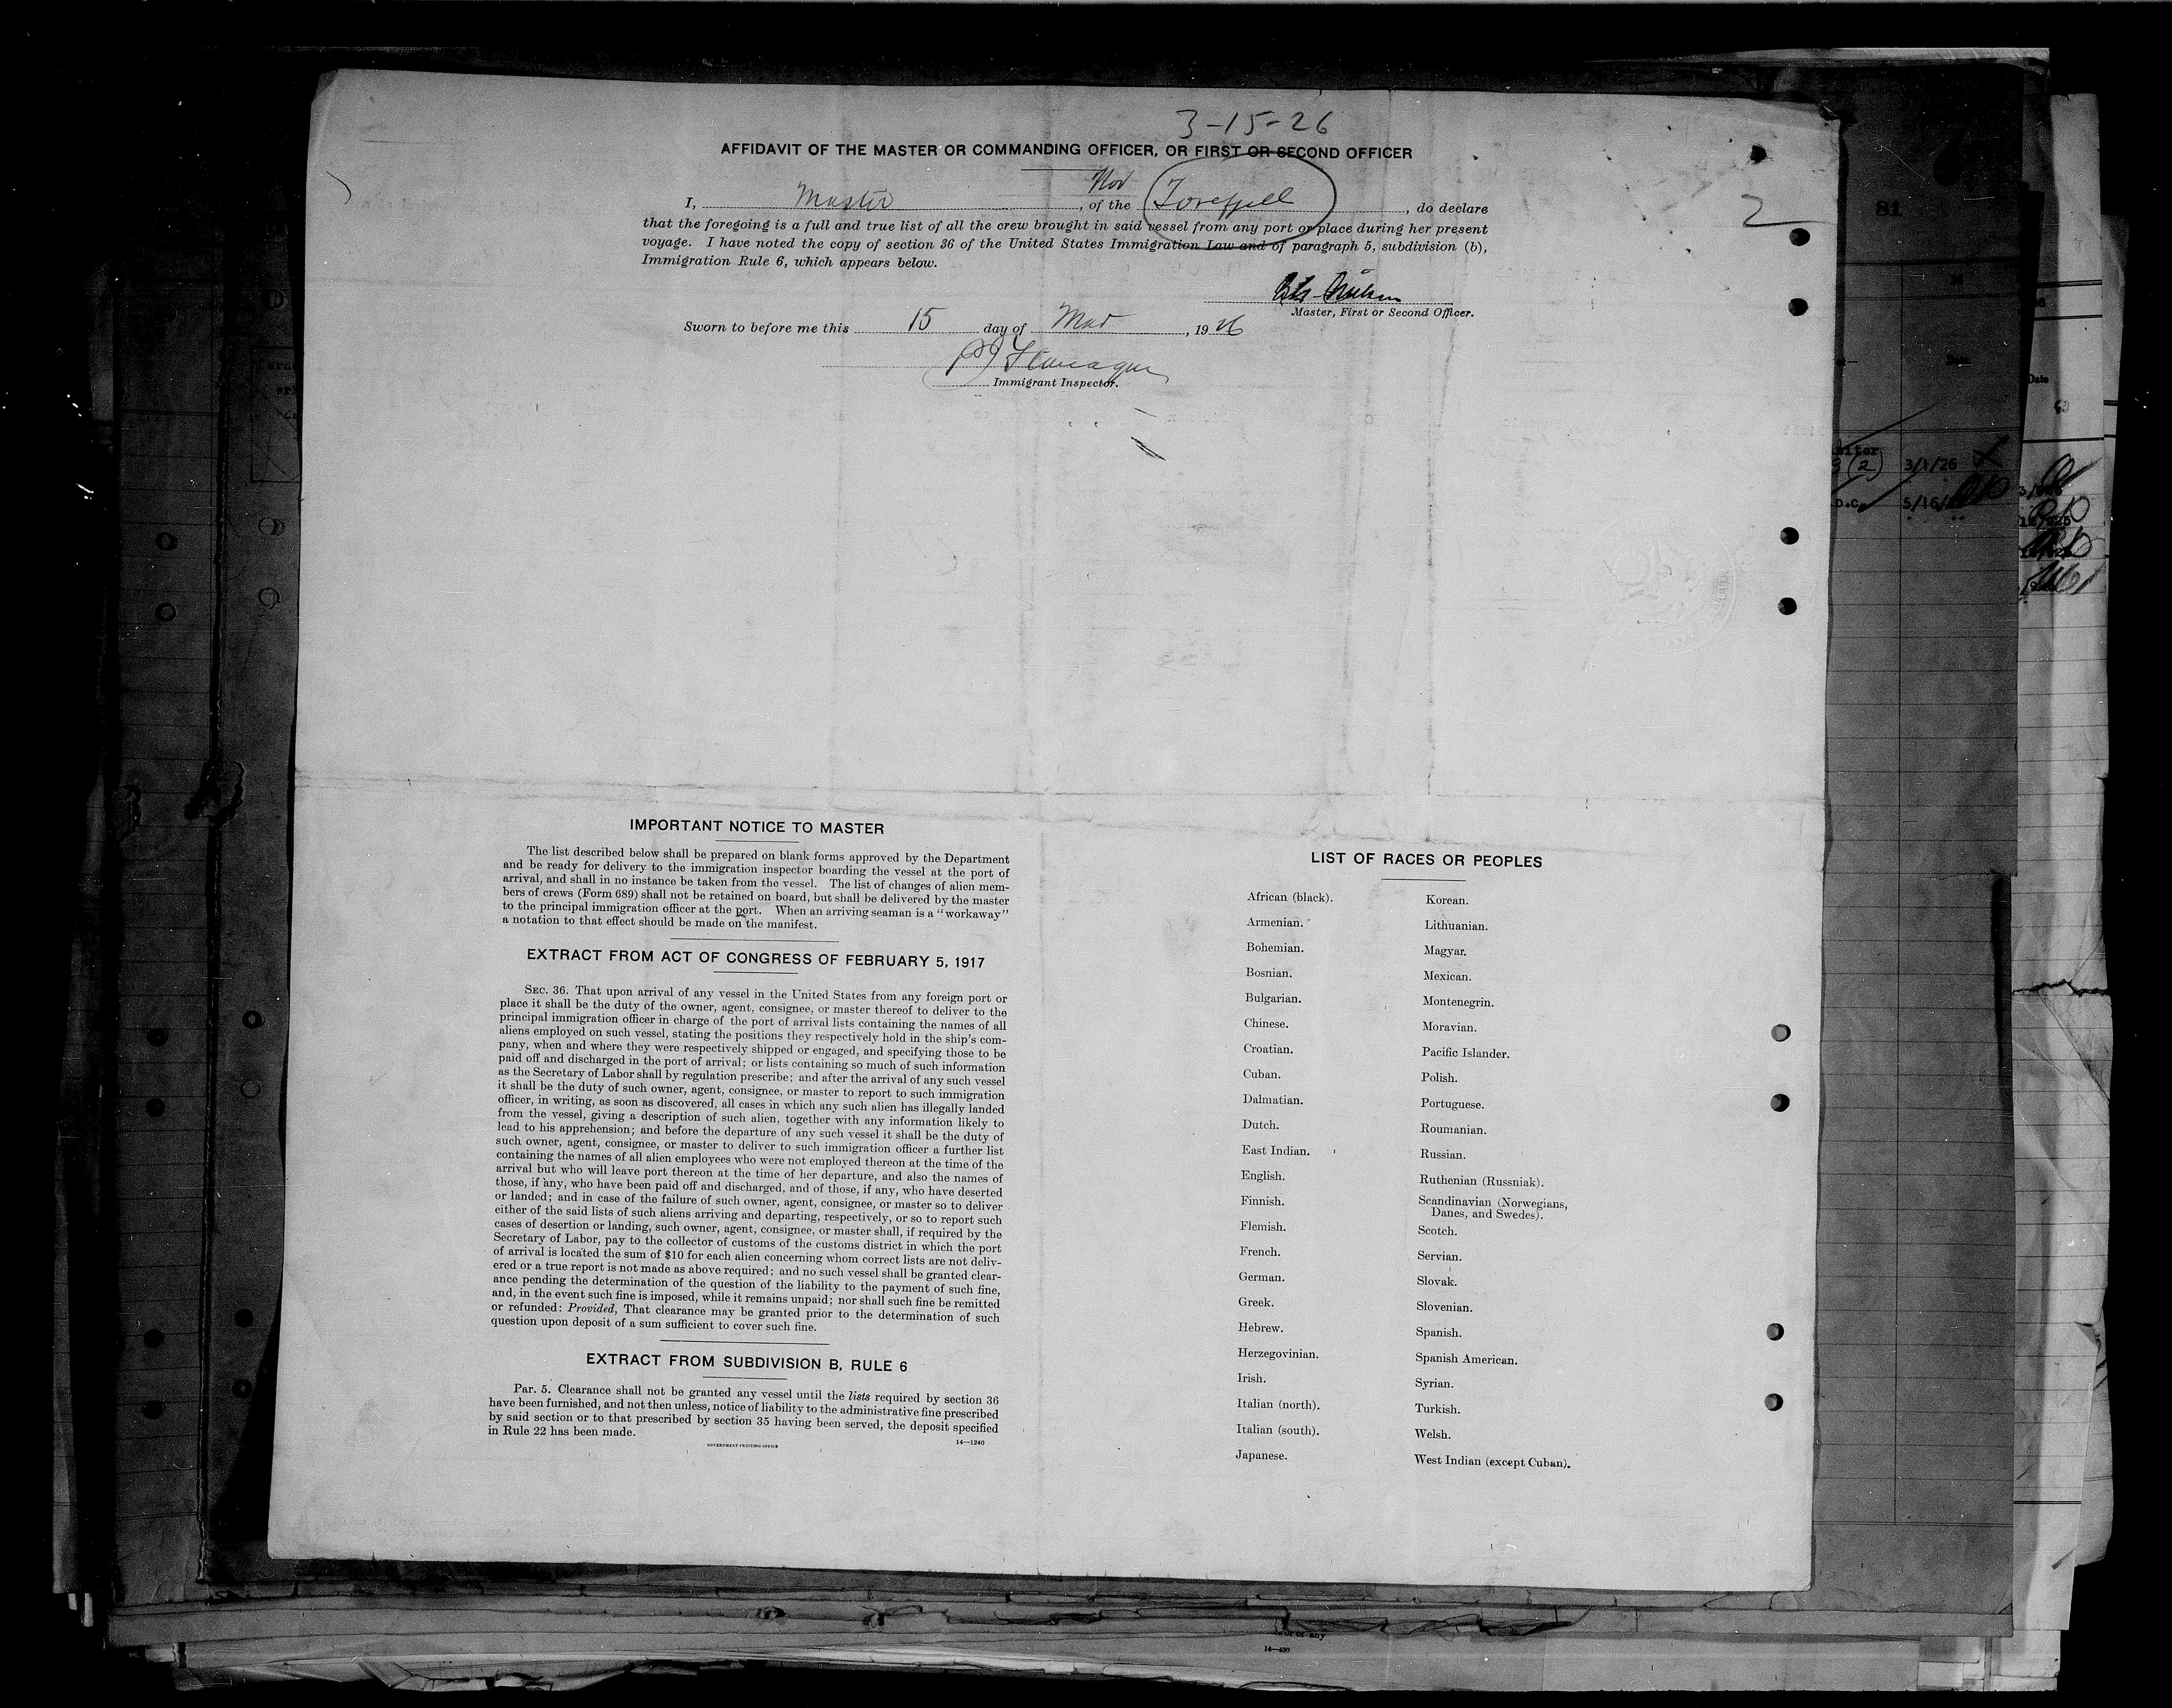 3-15-26
AFFIDAVIT OF THE MASTER OR COMMANDING OFFICER, OR FIRST OR SECOND OFFICER
Nor
I, Master, of the Torefjell, do declare
that the foregoing is a full and true list of all the crew brought in said vessel from any port or place during her present
voyage. I have noted the copy of section 36 of the United States Immigration Law and of paragraph 5, subdivision (b),
Immigration Rule 6, which appears below.
2
Nielsen
Master, First or Second Officer.
Sworn to before me this 15 day of Mar, 1926
PJ Flanagan
Immigrant Inspector.
81
Date
3/1/26
D.C.
5/16/
IMPORTANT NOTICE TO MASTER
The list described below shall be prepared on blank forms approved by the Department
and be ready for delivery to the immigration inspector boarding the vessel at the port of
arrival, and shall in no instance be taken from the vessel. The list of changes of alien mem-
bers of crews (Form 689) shall not be retained on board, but shall be delivered by the master
to the principal immigration officer at the port. When an arriving seaman is a "workaway"
a notation to that effect should be made on the manifest.
EXTRACT FROM ACT OF CONGRESS OF FEBRUARY 5, 1917
SEC. 36. That upon arrival of any vessel in the United States from any foreign port or
place it shall be the duty of the owner, agent, consignee, or master thereof to deliver to the
principal immigration officer in charge of the port of arrival lists containing the names of all
aliens employed on such vessel, stating the positions they respectively hold in the ship's com-
pany, when and where they were respectively shipped or engaged, and specifying those to be
paid off and discharged in the port of arrival; or lists containing so much of such information
as the Secretary of Labor shall by regulation prescribe; and after the arrival of any such vessel
it shall be the duty of such owner, agent, consignee, or master to report to such immigration
officer, in writing, as soon as discovered, all cases in which any such alien has illegally landed
from the vessel, giving a description of such alien, together with any information likely to
lead to his apprehension; and before the departure of any such vessel it shall be the duty of
such owner, agent, consignee, or master to deliver to such immigration officer a further list
containing the names of all alien employees who were not employed thereon at the time of the
arrival but who will leave port thereon at the time of her departure, and also the names of
those, if any, who have been paid off and discharged, and of those, if any, who have deserted
or landed; and in case of the failure of such owner, agent, consignee, or master so to deliver
either of the said lists of such aliens arriving and departing, respectively, or so to report such
cases of desertion or landing, such owner, agent, consignee, or master shall, if required by the
Secretary of Labor, pay to the collector of customs of the customs district in which the port
of arrival is located the sum of $10 for each alien concerning whom correct lists are not deliv-
ered or a true report is not made as above required; and no such vessel shall be granted clear-
ance pending the determination of the question of the liability to the payment of such fine,
and, in the event such fine is imposed, while it remains unpaid; nor shall such fine be remitted
or refunded: Provided, That clearance may be granted prior to the determination of such
question upon deposit of a sum sufficient to cover such fine.
EXTRACT FROM SUBDIVISION B, RULE 6
Par. 5. Clearance shall not be granted any vessel until the lists required by section 36
have been furnished, and not then unless, notice of liability to the administrative fine prescribed
by said section or to that prescribed by section 35 having been served, the deposit specified
in Rule 22 has been made.
GOVERNMENT PRINTING OFFICE 14—1240
LIST OF RACES OR PEOPLES
African (black).
Armenian.
Bohemian.
Bosnian.
Bulgarian.
Chinese.
Croatian.
Cuban.
Dalmatian.
Dutch.
East Indian.
English.
Finnish.
Flemish.
French.
German.
Greek.
Hebrew.
Herzegovinian.
Irish.
Italian (north).
Italian (south).
Japanese.
Korean.
Lithuanian.
Magyar.
Mexican.
Montenegrin.
Moravian.
Pacific Islander.
Polish.
Portuguese.
Roumanian.
Russian.
Ruthenian (Russniak).
Scandinavian (Norwegians,
Danes, and Swedes).
Scotch.
Servian.
Slovak.
Slovenian.
Spanish.
Spanish American.
Syrian.
Turkish.
Welsh.
West Indian (except Cuban).
14—430